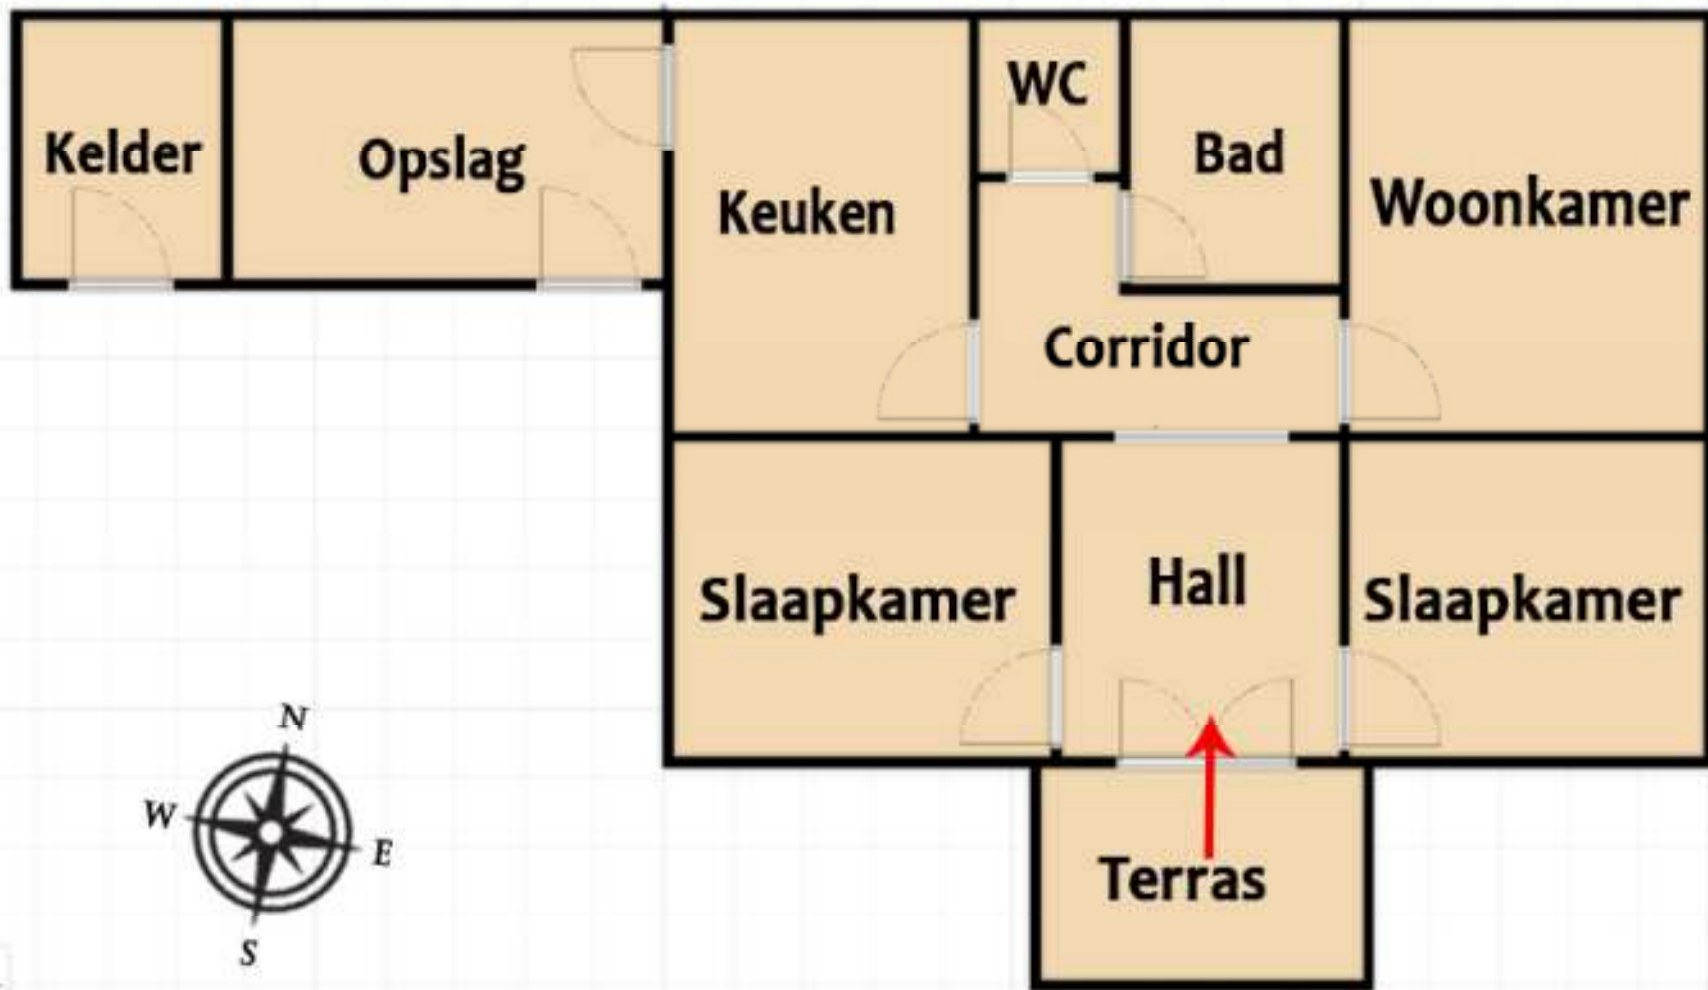 WC
Kelder
Opslag
Bad
Keuken
Woonkamer
Corridor
Slaapkamer
Hall
Slaapkamer
N
W
E
S
Terras